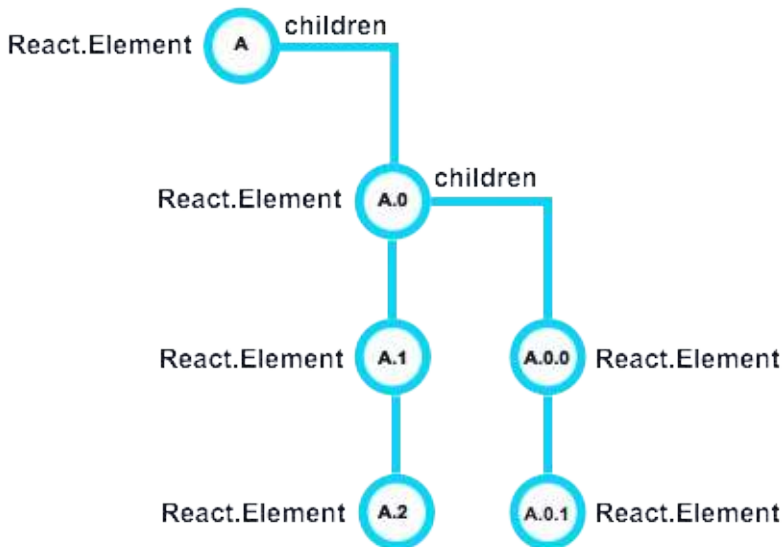 children
React.Element A
React.Element A.0 children
React.Element A.1 A.0.0 React.Element
React.Element A.2 A.0.1 React.Element